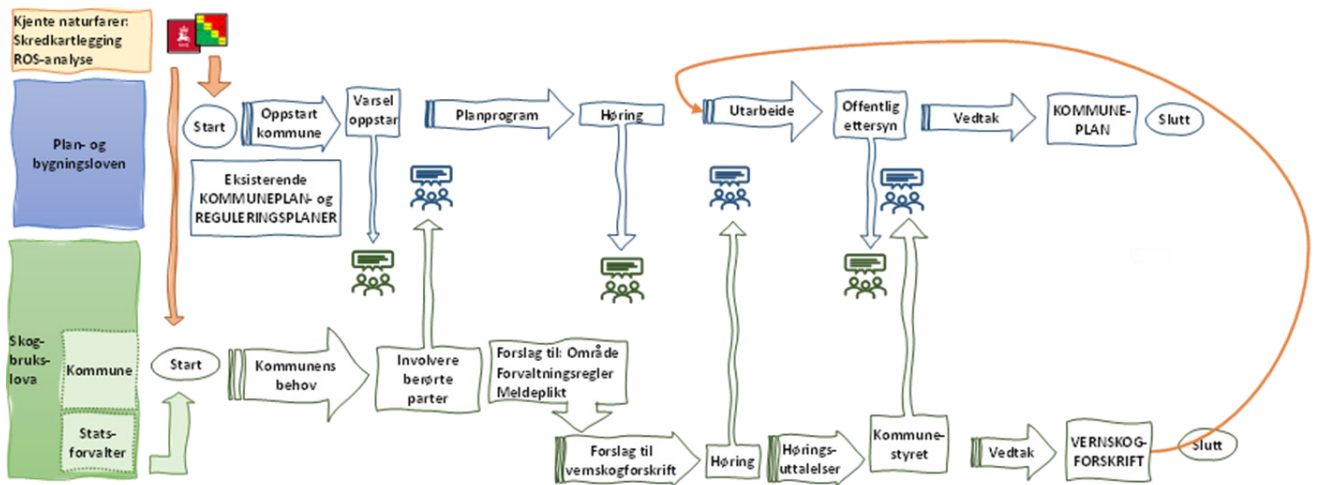 Kjente naturfarer:
Skredkartlegging
ROS-analyse
Plan- og
bygningsloven
Start
Oppstart
kommune
Varsel
oppstar
Planprogram
Høring
Utarbeide
Offentlig
ettersyn
Vedtak
KOMMUNE-
PLAN
Slutt
Eksisterende
KOMMUNEPLAN- og
REGULERINGSPLANER
Skog-
bruks-
lova
Kommune
Stats-
forvalter
Start
Kommunens
behov
Involvere
berørte
parter
Forslag til: Område
Forvaltningsregler
Meldeplikt
Forslag til
vernskogforskrift
Høring
Hørings-
uttalelser
Kommune-
styret
Vedtak
VERNSKOG-
FORSKRIFT
Slutt